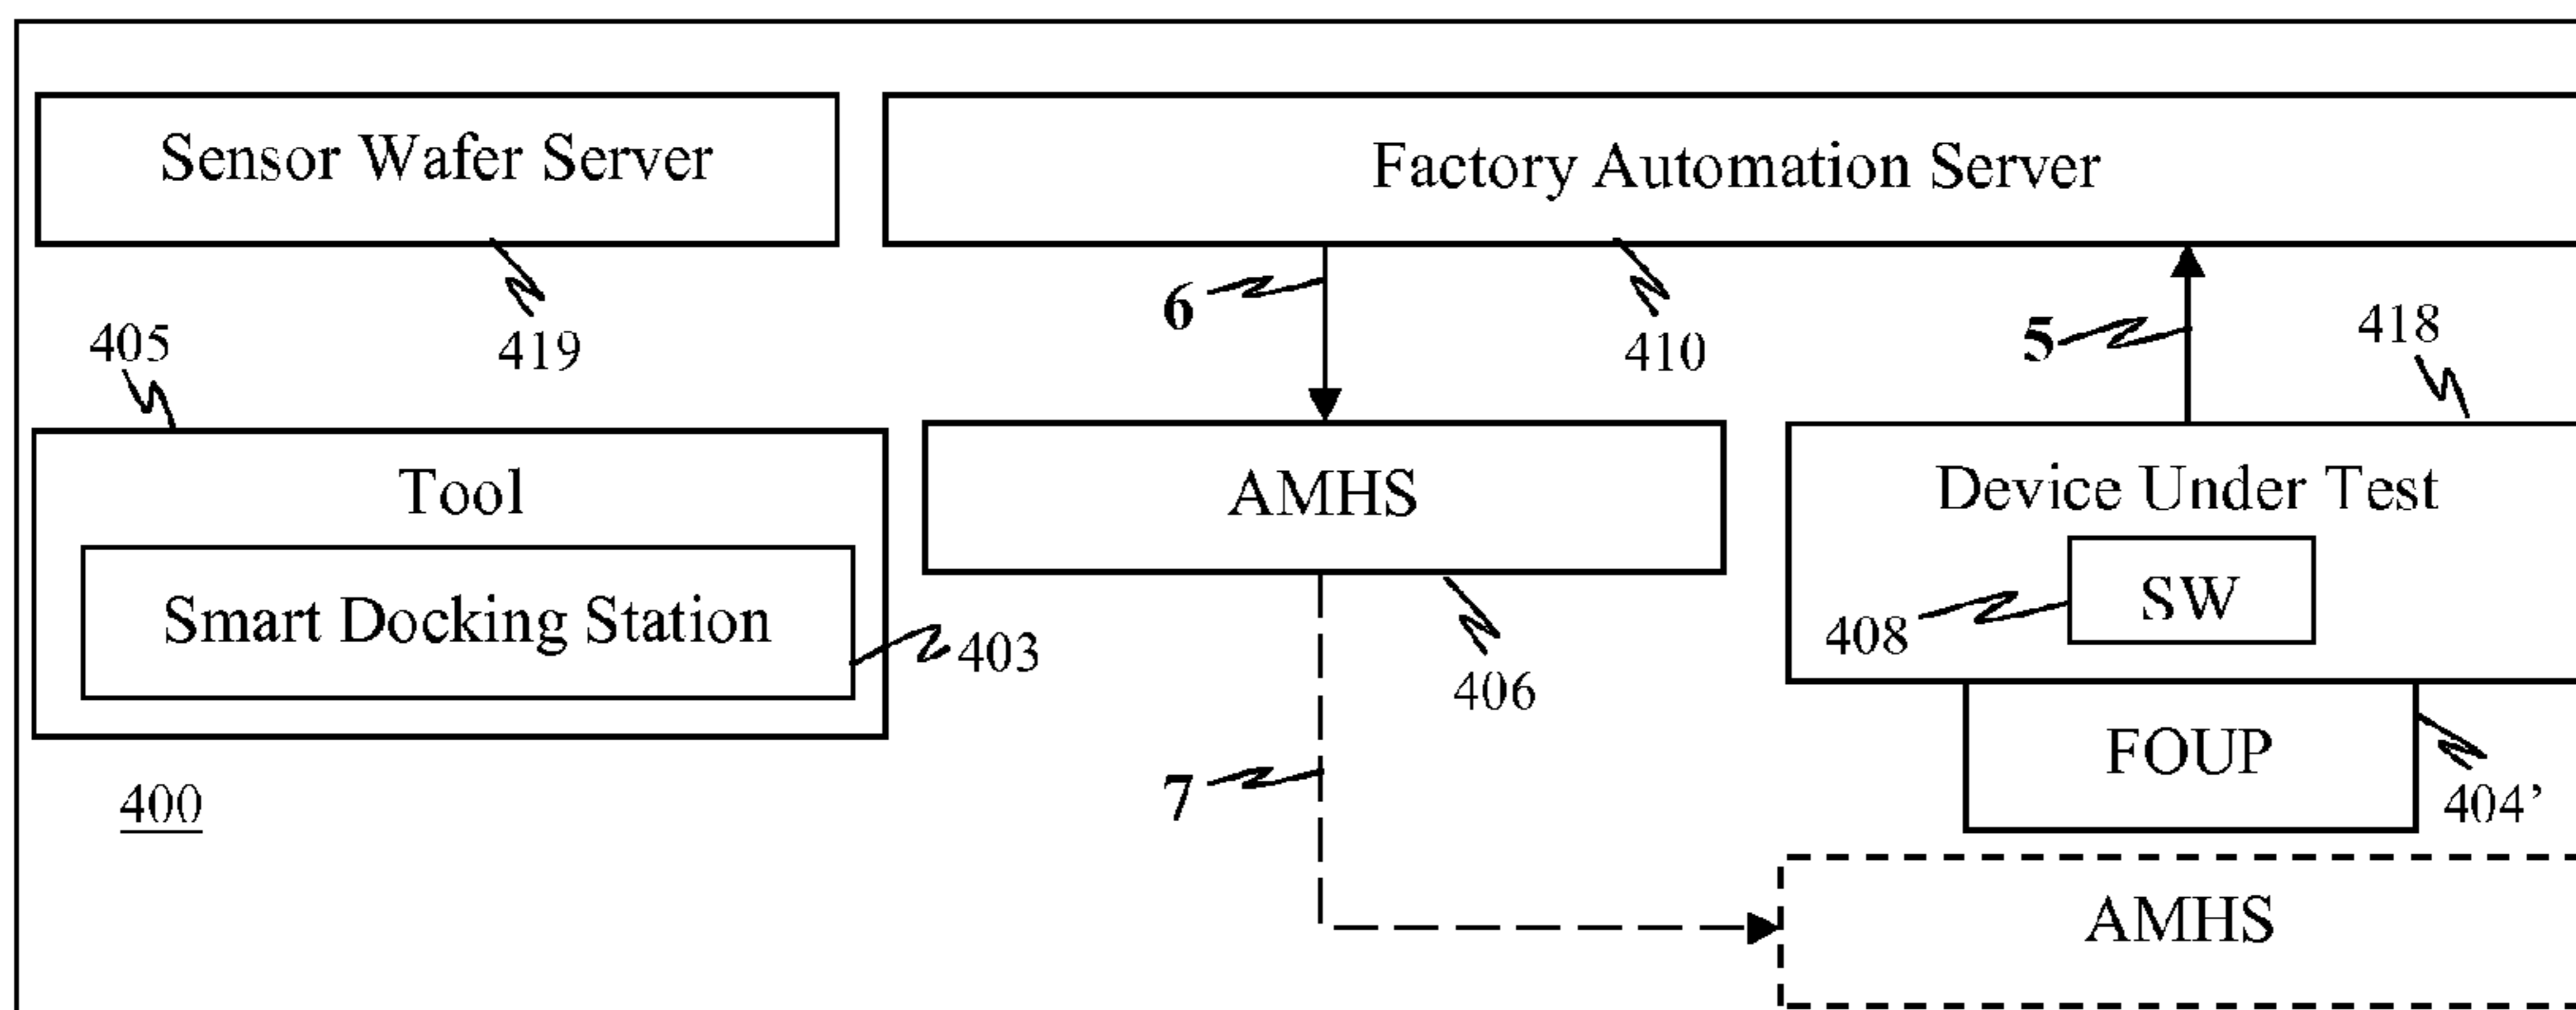 Sensor Wafer Server
Factory Automation Server
6
419
410
5
418
405
Tool
AMHS
Device Under Test
Smart Docking Station
403
406
408
SW
FOUP
404’
400
7
AMHS